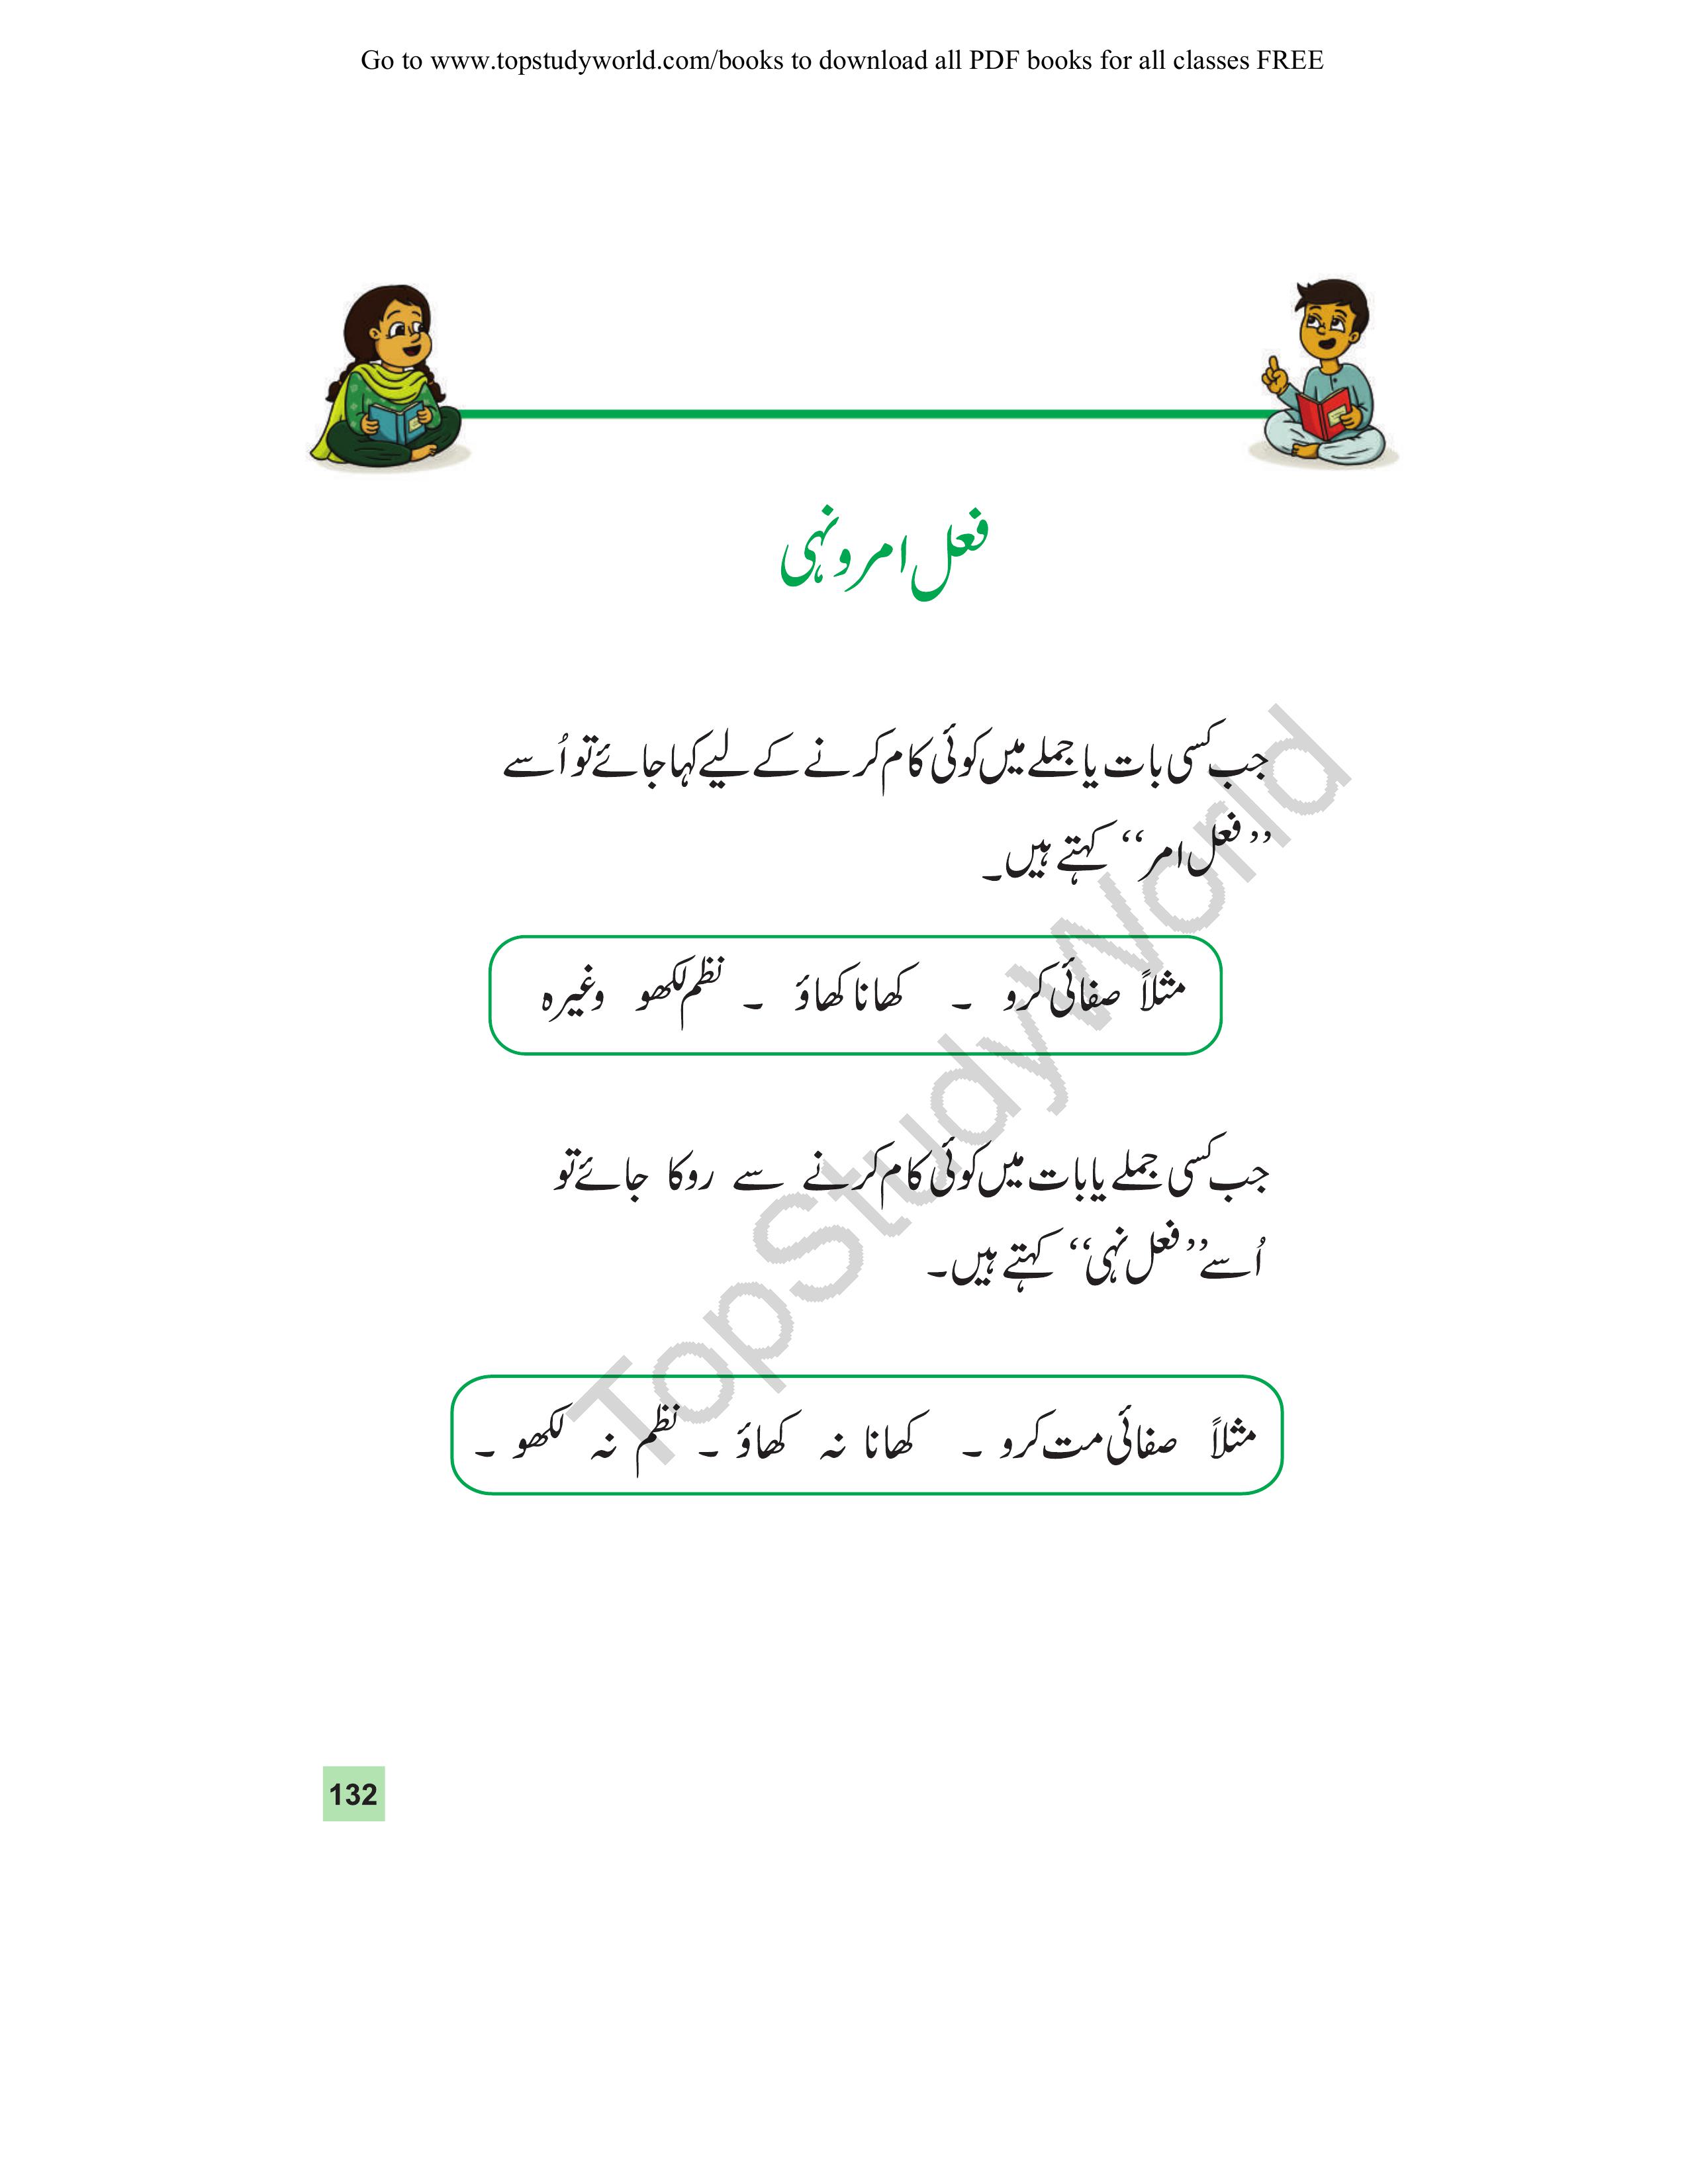 Go to www.topstudyworld.com/books to download all PDF books for all classes FREE
فعل امر و نہی
جب کسی بات یا جملے میں کوئی کام کرنے کے لیے کہا جائے تو اُسے
’’فعل امر‘‘ کہتے ہیں۔
مثلاً صفائی کرو ۔ کھانا کھاؤ ۔ نظم لکھو وغیرہ
جب کسی جملے یا بات میں کوئی کام کرنے سے روکا جائے تو
اُسے ’’فعل نہی‘‘ کہتے ہیں۔
مثلاً صفائی مت کرو ۔ کھانا نہ کھاؤ ۔ نظم نہ لکھو ۔
TopStudyWorld
132